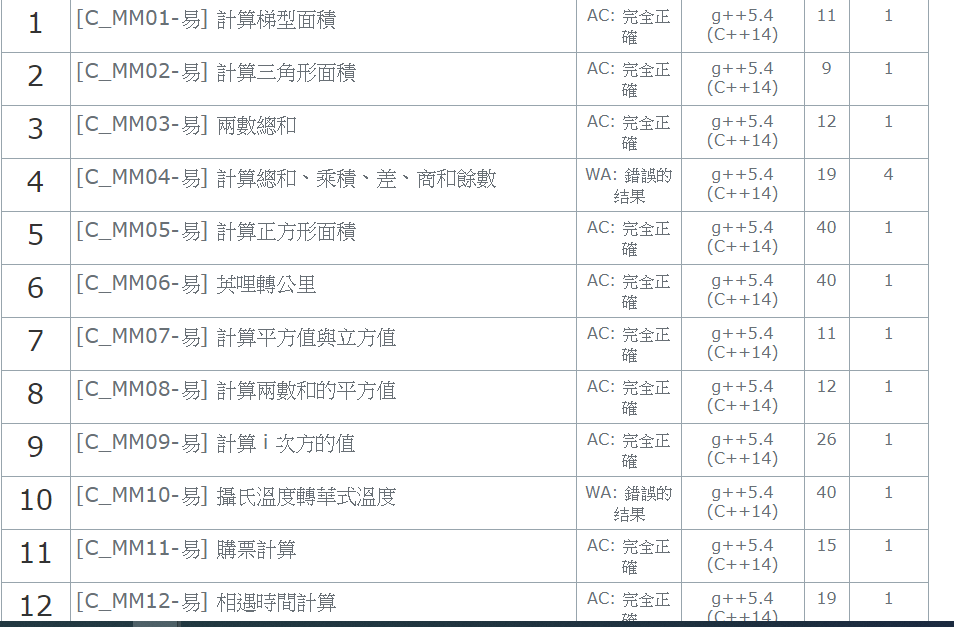 1 [C_MM01-易] 計算梯型面積 AC: 完全正 g++5.4 11 1
確 (C++14)
2 [C_MM02-易] 計算三角形面積 AC: 完全正 g++5.4 9 1
確 (C++14)
3 [C_MM03-易] 兩數總和 AC: 完全正 g++5.4 12 1
確 (C++14)
4 [C_MM04-易] 計算總和、乘積、差、商和餘數 WA: 錯誤的 g++5.4 19 4
結果 (C++14)
5 [C_MM05-易] 計算正方形面積 AC: 完全正 g++5.4 40 1
確 (C++14)
6 [C_MM06-易] 英哩轉公里 AC: 完全正 g++5.4 40 1
確 (C++14)
7 [C_MM07-易] 計算平方值與立方值 AC: 完全正 g++5.4 11 1
確 (C++14)
8 [C_MM08-易] 計算兩數和的平方值 AC: 完全正 g++5.4 12 1
確 (C++14)
9 [C_MM09-易] 計算 i 次方的值 AC: 完全正 g++5.4 26 1
確 (C++14)
10 [C_MM10-易] 攝氏溫度轉華式溫度 WA: 錯誤的 g++5.4 40 1
結果 (C++14)
11 [C_MM11-易] 購票計算 AC: 完全正 g++5.4 15 1
確 (C++14)
12 [C_MM12-易] 相遇時間計算 AC: 完全正 g++5.4 19 1
確 (C++14)